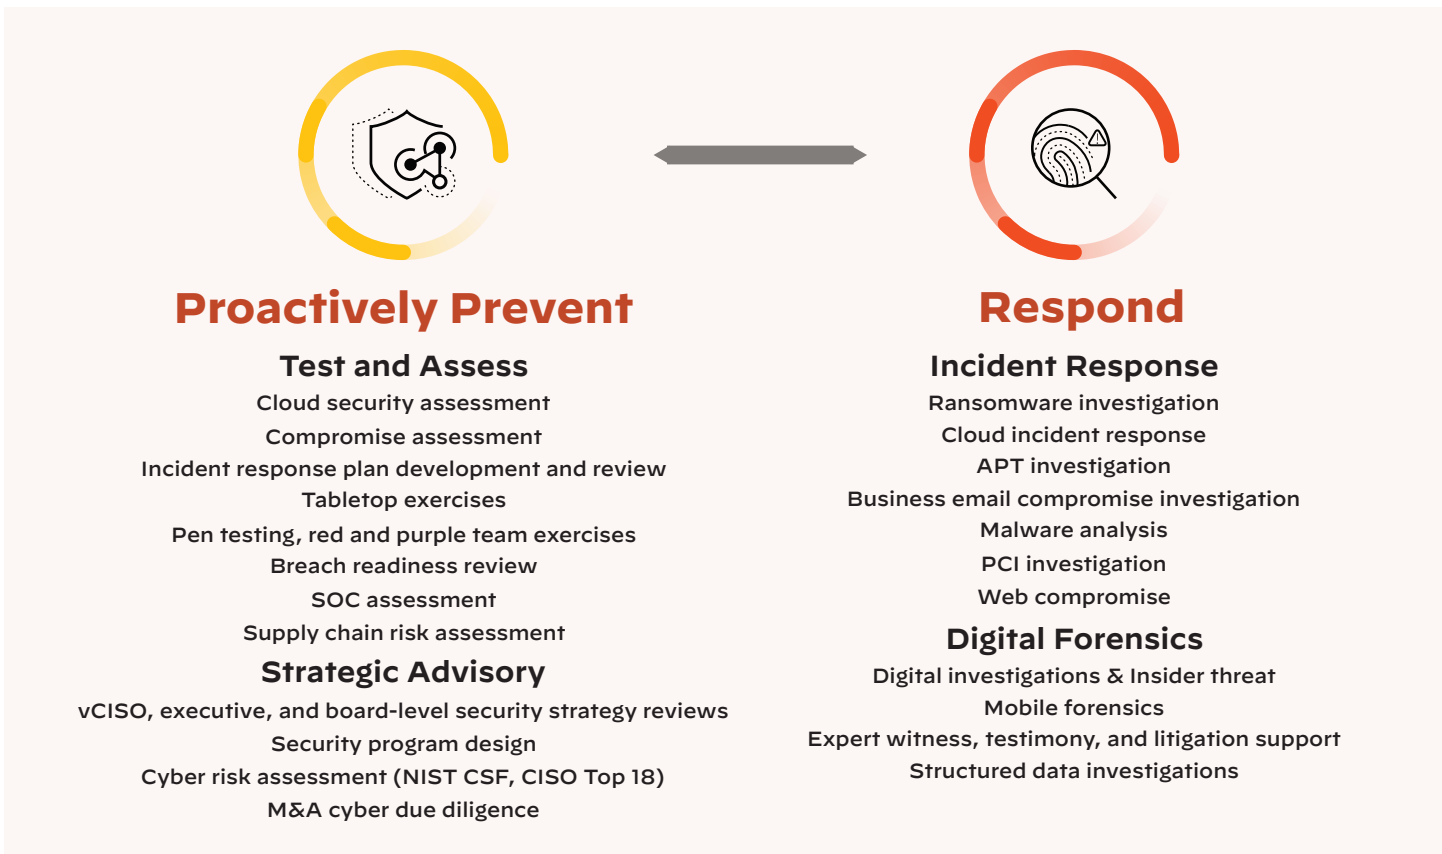 Proactively Prevent
Test and Assess
Cloud security assessment
Compromise assessment
Incident response plan development and review
Tabletop exercises
Pen testing, red and purple team exercises
Breach readiness review
SOC assessment
Supply chain risk assessment
Strategic Advisory
vCISO, executive, and board-level security strategy reviews
Security program design
Cyber risk assessment (NIST CSF, CISO Top 18)
M&A cyber due diligence
Respond
Incident Response
Ransomware investigation
Cloud incident response
APT investigation
Business email compromise investigation
Malware analysis
PCI investigation
Web compromise
Digital Forensics
Digital investigations & Insider threat
Mobile forensics
Expert witness, testimony, and litigation support
Structured data investigations